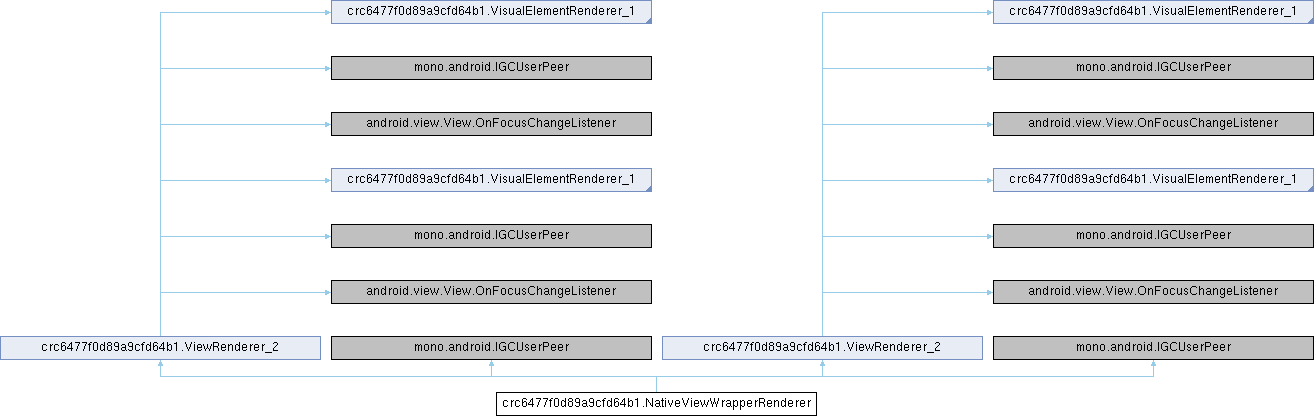 crc6477f0d89a9cfd64b1.VisualElementRenderer_1
crc6477f0d89a9cfd64b1.VisualElementRenderer_1
mono.android.IGCUserPeer
mono.android.IGCUserPeer
android.view.View.OnFocusChangeListener
android.view.View.OnFocusChangeListener
crc6477f0d89a9cfd64b1.VisualElementRenderer_1
crc6477f0d89a9cfd64b1.VisualElementRenderer_1
mono.android.IGCUserPeer
mono.android.IGCUserPeer
android.view.View.OnFocusChangeListener
android.view.View.OnFocusChangeListener
crc6477f0d89a9cfd64b1.ViewRenderer_2
mono.android.IGCUserPeer
crc6477f0d89a9cfd64b1.ViewRenderer_2
mono.android.IGCUserPeer
crc6477f0d89a9cfd64b1.NativeViewWrapperRenderer